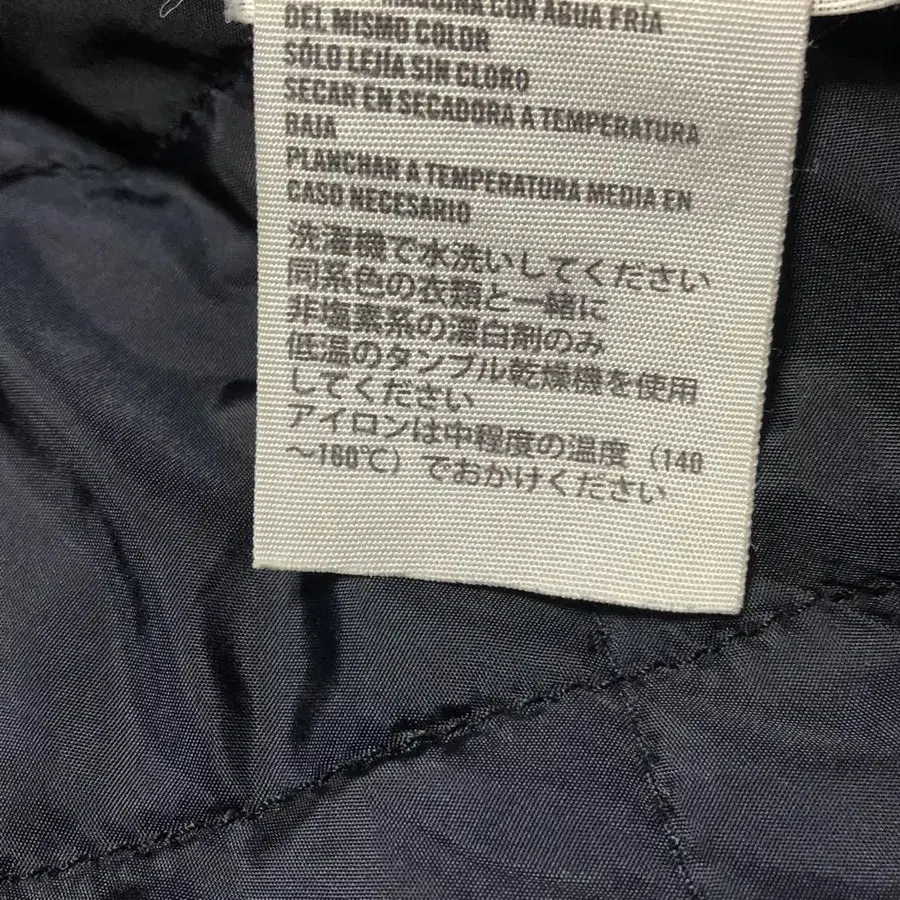 CON AGUA FRÍA
DEL MISMO COLOR
SÓLO LEJÍA SIN CLORO
SECAR EN SECADORA A TEMPERATURA
BAJA
PLANCHAR A TEMPERATURA MEDIA EN
CASO NECESARIO
洗濯機で水洗いしてください
同系色の衣類と一緒に
非塩素系の漂白剤のみ
低温のタンブル乾燥機を使用
してください
アイロンは中程度の温度（140
～160℃）でおかけください